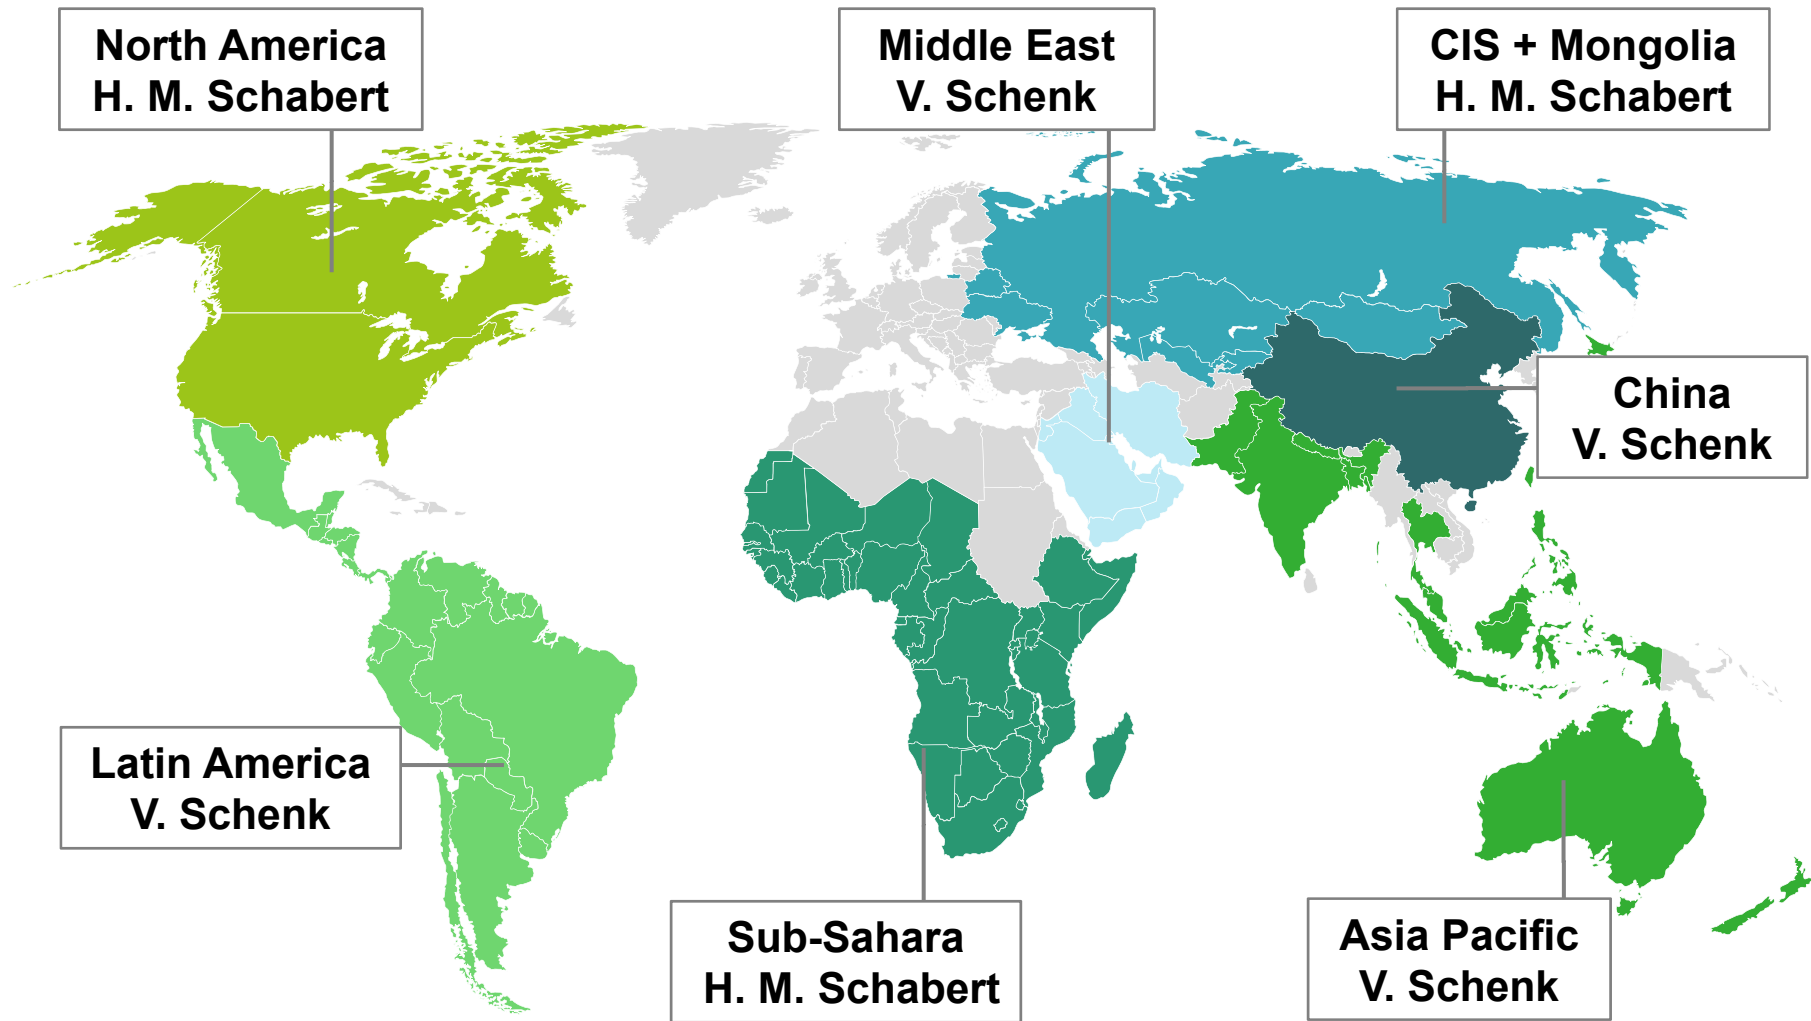 North America
H. M. Schabert
Middle East
V. Schenk
CIS + Mongolia
H. M. Schabert
China
V. Schenk
Latin America
V. Schenk
Sub-Sahara
H. M. Schabert
Asia Pacific
V. Schenk